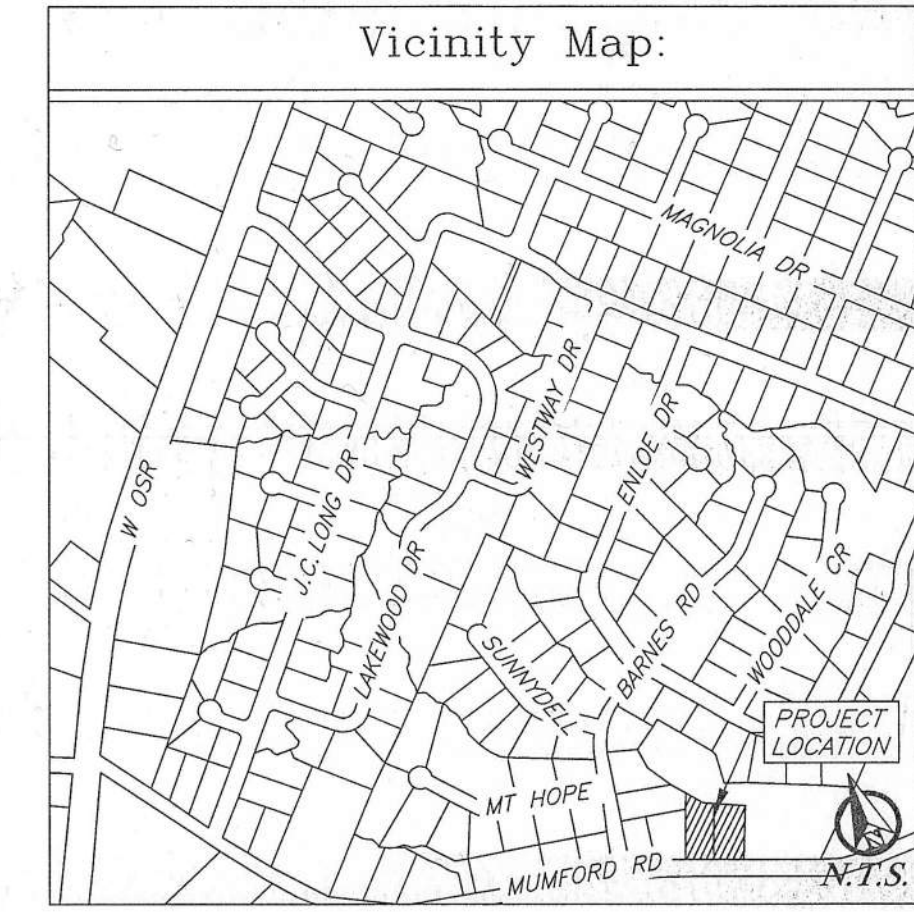 Vicinity Map:
MAGNOLIA DR
WESTWAY DR
ENLOE DR
W OSR
J.C. LONG DR
LAKEWOOD DR
BARNES RD
WOODDALE CR
SUNNYDELL
PROJECT
LOCATION
MT HOPE
MUMFORD RD
N
N.T.S.